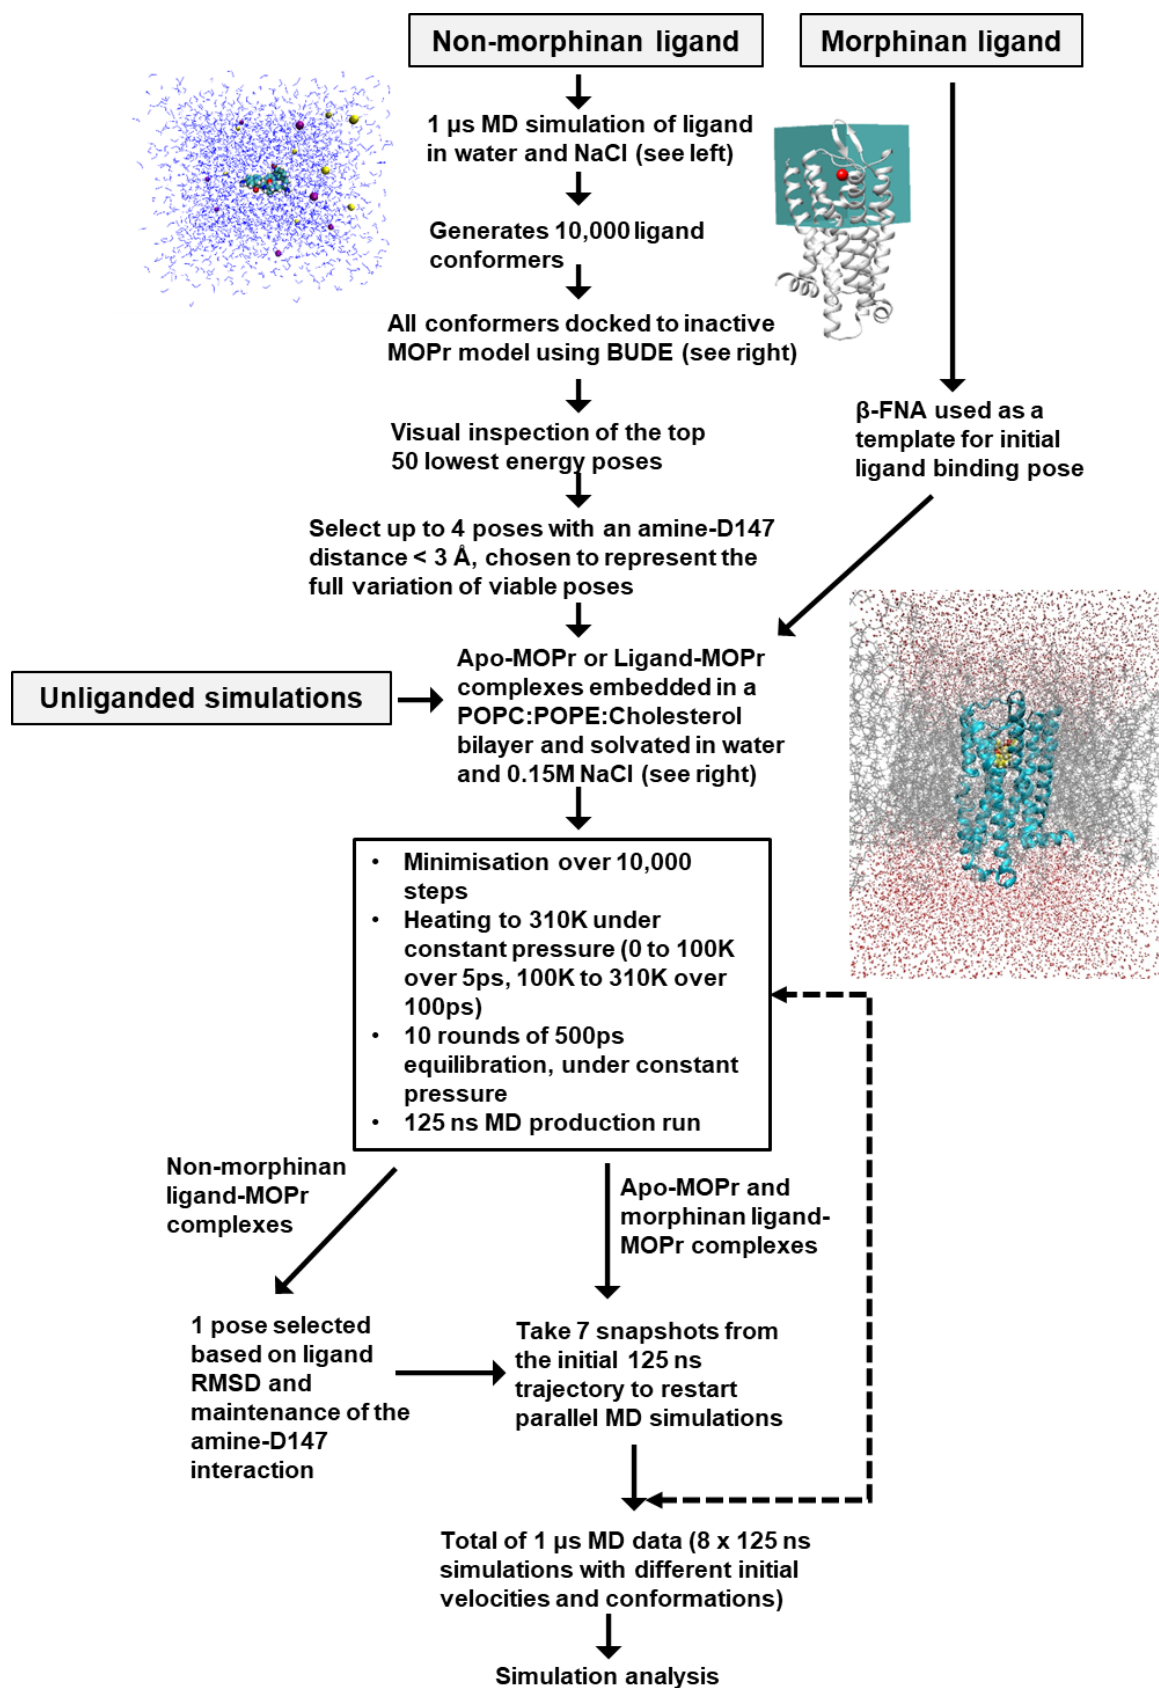 Non-morphinan ligand
Morphinan ligand
1 µs MD simulation of ligand
in water and NaCl (see left)
Generates 10,000 ligand
conformers
All conformers docked to inactive
MOPr model using BUDE (see right)
Visual inspection of the top
50 lowest energy poses
β-FNA used as a
template for initial
ligand binding pose
Select up to 4 poses with an amine-D147
distance < 3 Å, chosen to represent the
full variation of viable poses
Unliganded simulations
Apo-MOPr or Ligand-MOPr
complexes embedded in a
POPC:POPE:Cholesterol
bilayer and solvated in water
and 0.15M NaCl (see right)
• Minimisation over 10,000
steps
• Heating to 310K under
constant pressure (0 to 100K
over 5ps, 100K to 310K over
100ps)
• 10 rounds of 500ps
equilibration, under constant
pressure
• 125 ns MD production run
Non-morphinan
ligand-MOPr
complexes
Apo-MOPr and
morphinan ligand-
MOPr complexes
1 pose selected
based on ligand
RMSD and
maintenance of the
amine-D147
interaction
Take 7 snapshots from
the initial 125 ns
trajectory to restart
parallel MD simulations
Total of 1 µs MD data (8 x 125 ns
simulations with different initial
velocities and conformations)
Simulation analysis